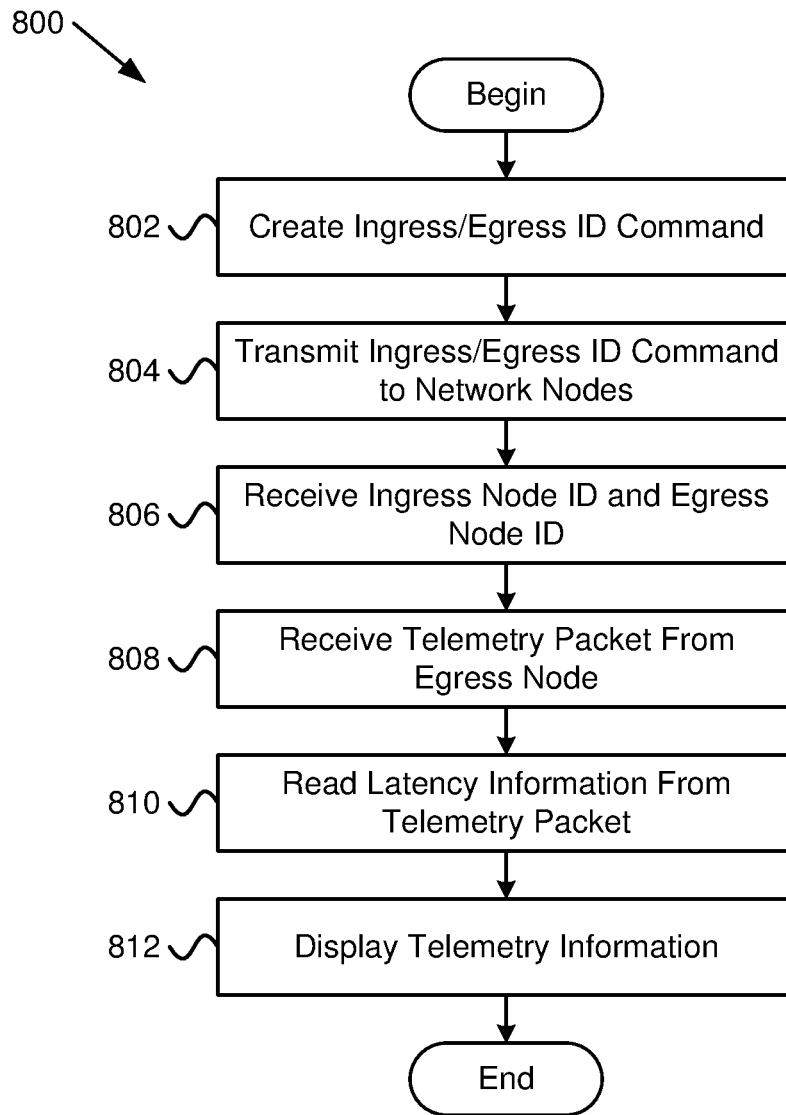 800
Begin
802
Create Ingress/Egress ID Command
804
Transmit Ingress/Egress ID Command
to Network Nodes
806
Receive Ingress Node ID and Egress
Node ID
808
Receive Telemetry Packet From
Egress Node
810
Read Latency Information From
Telemetry Packet
812
Display Telemetry Information
End